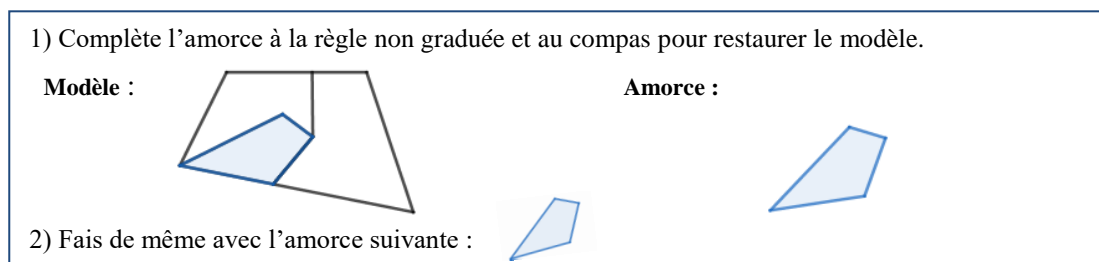 1) Complète l’amorce à la règle non graduée et au compas pour restaurer le modèle.
Modèle : Amorce :
2) Fais de même avec l’amorce suivante :